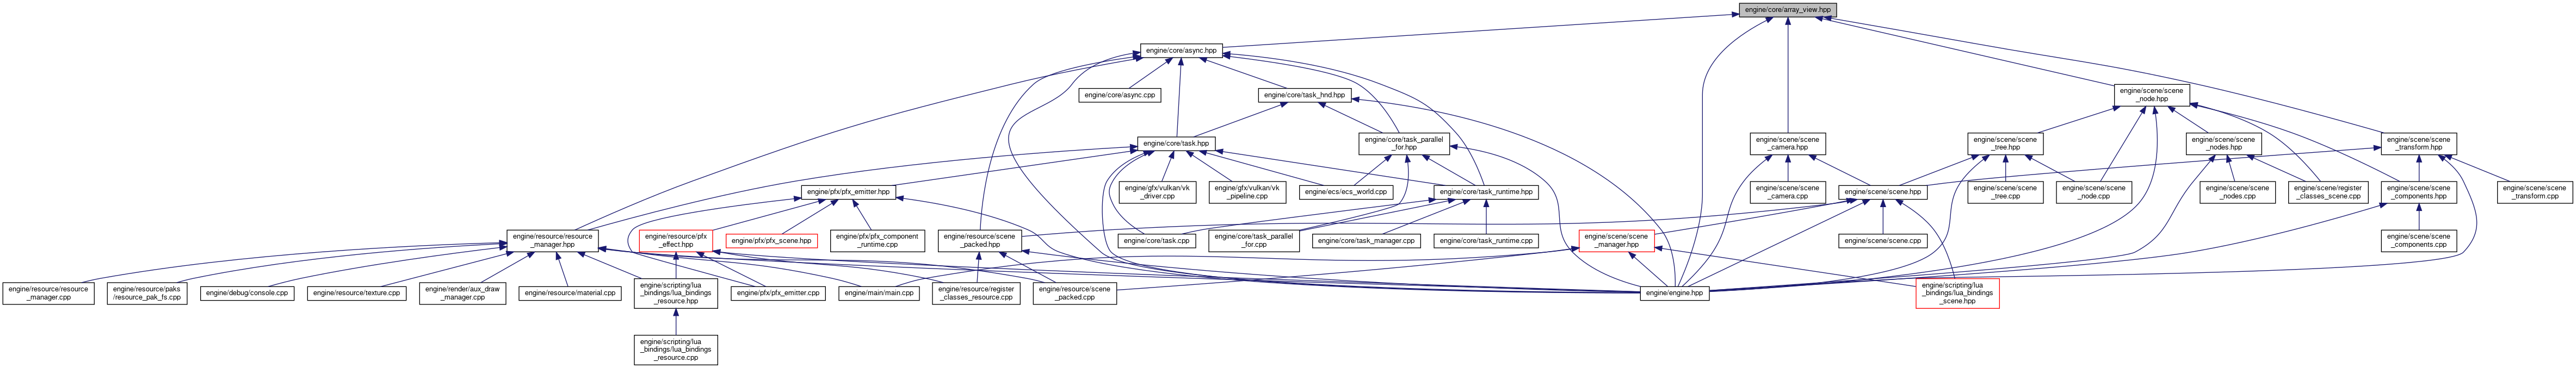 engine/core/array_view.hpp
engine/core/async.hpp
engine/core/async.cpp
engine/core/task_hnd.hpp
engine/scene/scene
_node.hpp
engine/core/task.hpp
engine/core/task_parallel
_for.hpp
engine/scene/scene
_camera.hpp
engine/scene/scene
_tree.hpp
engine/scene/scene
_nodes.hpp
engine/scene/scene
_transform.hpp
engine/pfx/pfx_emitter.hpp
engine/gfx/vulkan/vk
_driver.cpp
engine/gfx/vulkan/vk
_pipeline.cpp
engine/ecs/ecs_world.cpp
engine/core/task_runtime.hpp
engine/scene/scene
_camera.cpp
engine/scene/scene.hpp
engine/scene/scene
_tree.cpp
engine/scene/scene
_node.cpp
engine/scene/scene
_nodes.cpp
engine/scene/register
_classes_scene.cpp
engine/scene/scene
_components.hpp
engine/scene/scene
_transform.cpp
engine/resource/resource
_manager.hpp
engine/resource/pfx
_effect.hpp
engine/pfx/pfx_scene.hpp
engine/pfx/pfx_component
_runtime.cpp
engine/resource/scene
_packed.hpp
engine/core/task.cpp
engine/core/task_parallel
_for.cpp
engine/core/task_manager.cpp
engine/core/task_runtime.cpp
engine/scene/scene
_manager.hpp
engine/scene/scene.cpp
engine/scene/scene
_components.cpp
engine/resource/resource
_manager.cpp
engine/resource/paks
/resource_pak_fs.cpp
engine/debug/console.cpp
engine/resource/texture.cpp
engine/render/aux_draw
_manager.cpp
engine/resource/material.cpp
engine/scripting/lua
_bindings/lua_bindings
_resource.hpp
engine/pfx/pfx_emitter.cpp
engine/main/main.cpp
engine/resource/register
_classes_resource.cpp
engine/resource/scene
_packed.cpp
engine/engine.hpp
engine/scripting/lua
_bindings/lua_bindings
_scene.hpp
engine/scripting/lua
_bindings/lua_bindings
_resource.cpp